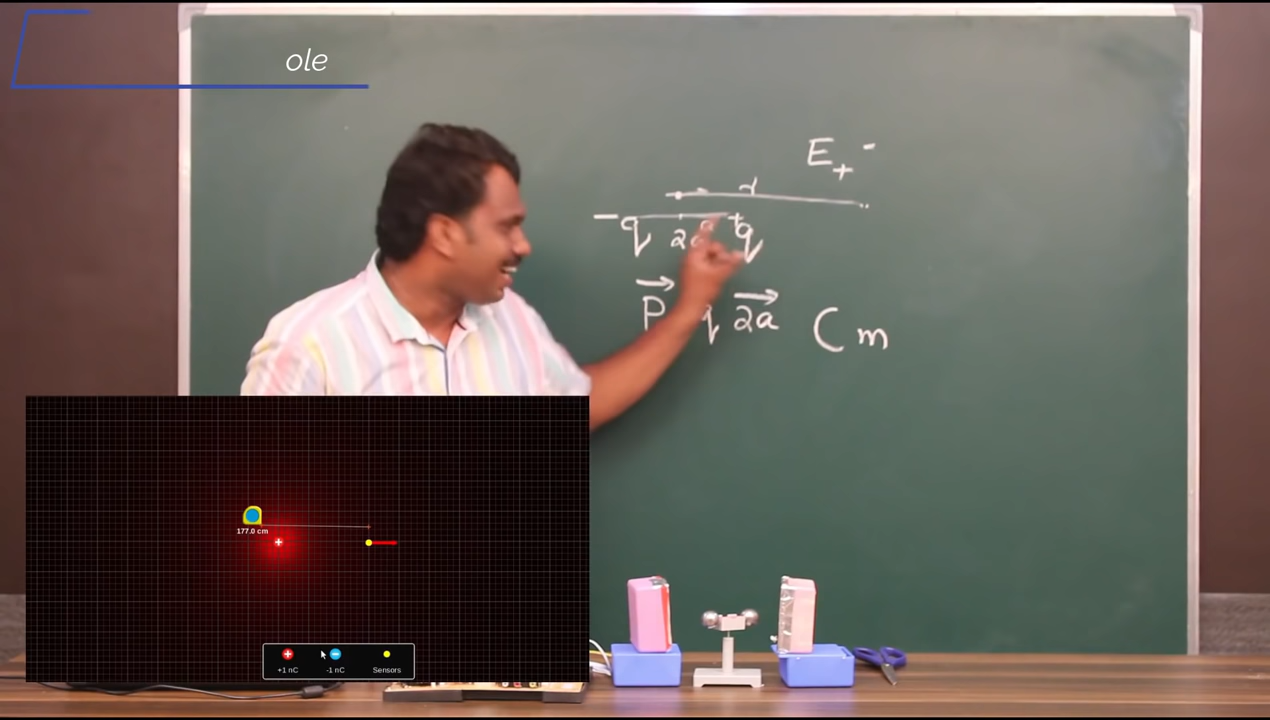 ole
E+ -
d
-q 2a +q
P q 2a C m
177.0 cm
+1 nC -1 nC Sensors